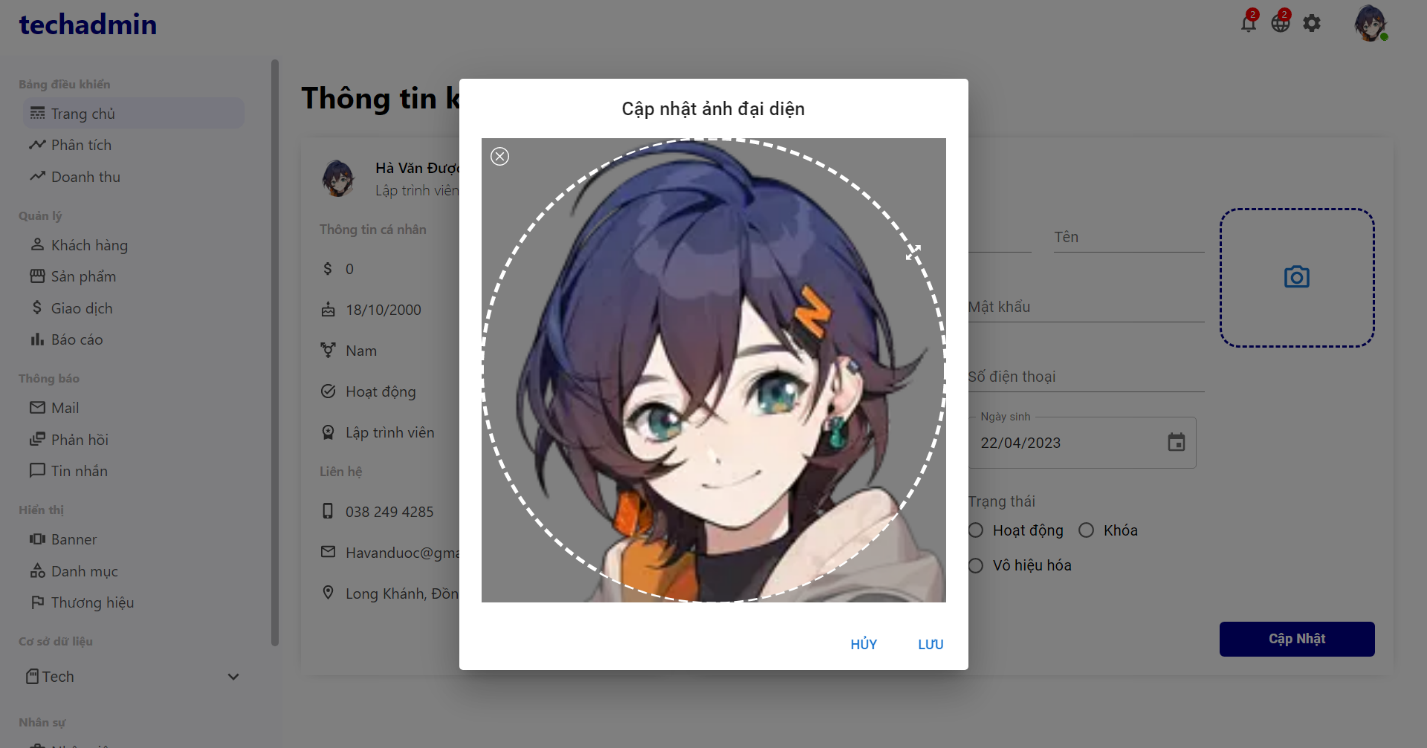 techadmin
2
2
Bảng điều khiển
Trang chủ
Phân tích
Doanh thu
Quản lý
Khách hàng
Sản phẩm
Giao dịch
Báo cáo
Thông báo
Mail
Phản hồi
Tin nhắn
Hiển thị
Banner
Danh mục
Thương hiệu
Cơ sở dữ liệu
Tech
Nhân sự
Thông tin k
Hà Văn Đượ
Lập trình viên
Thông tin cá nhân
0
18/10/2000
Nam
Hoạt động
Lập trình viên
Liên hệ
038 249 4285
Havanduoc@gma
Long Khánh, Đồn
Cập nhật ảnh đại diện
N
HỦY
LƯU
Tên
Mật khẩu
Số điện thoại
Ngày sinh
22/04/2023
Trạng thái
Hoạt động
Khóa
Vô hiệu hóa
Cập Nhật